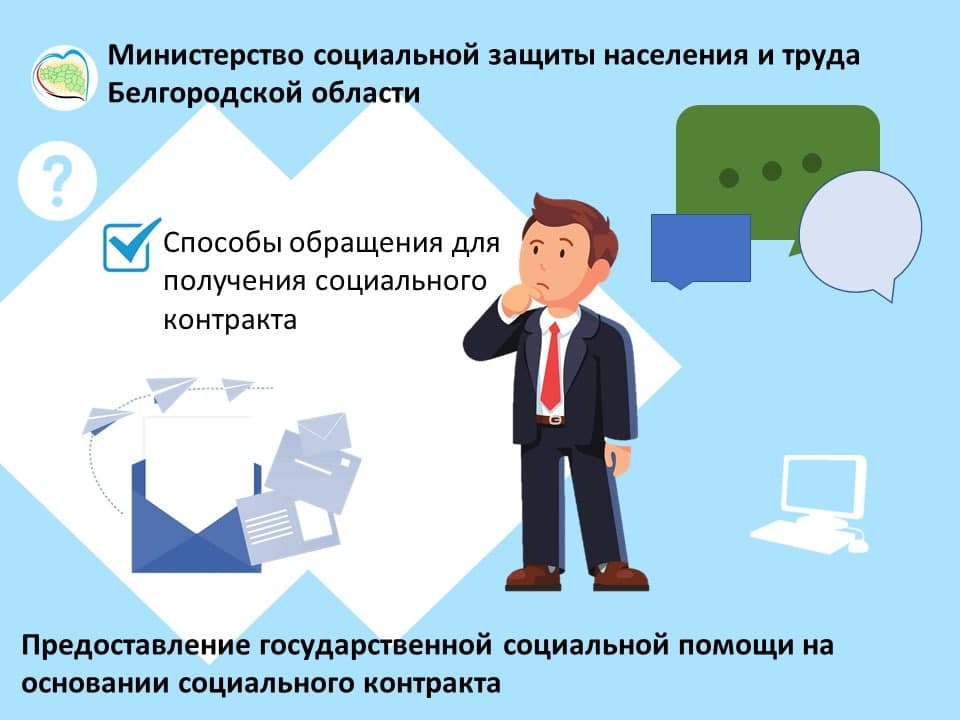 Министерство социальной защиты населения и труда
Белгородской области
?
Способы обращения для
получения социального
контракта
Предоставление государственной социальной помощи на
основании социального контракта